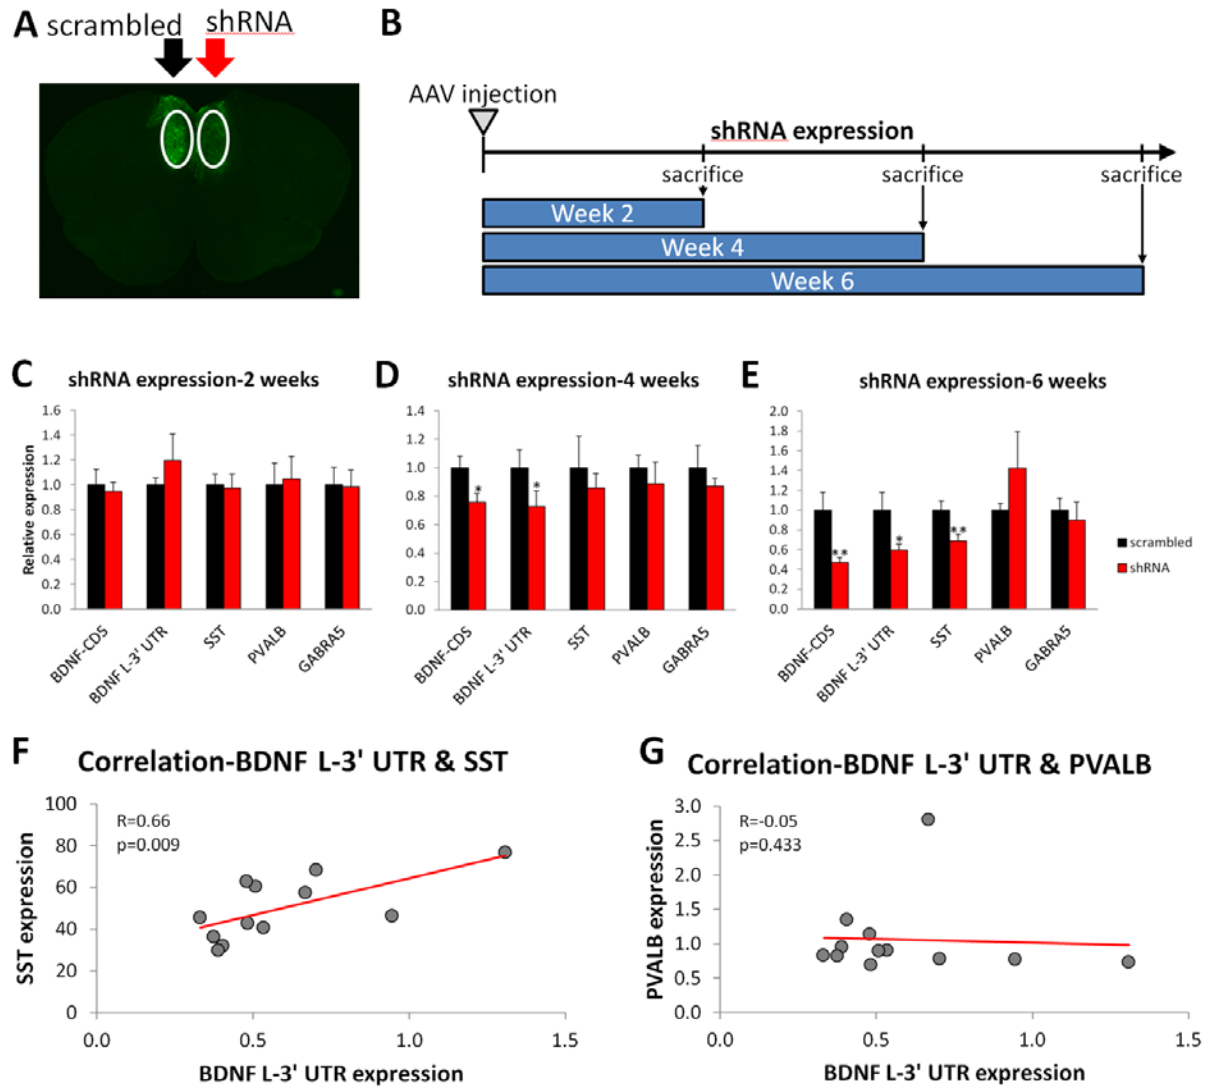 A scrambled shRNA
B
AAV injection
shRNA expression
sacrifice sacrifice sacrifice
Week 2
Week 4
Week 6
C shRNA expression-2 weeks
Relative expression
1.6
1.4
1.2
1.0
0.8
0.6
0.4
0.2
0.0
BDNF-CDS
BDNF L-3' UTR
SST
PVALB
GABRA5
D shRNA expression-4 weeks
1.4
1.2
1.0
0.8
0.6
0.4
0.2
0.0
*
*
BDNF-CDS
BDNF L-3' UTR
SST
PVALB
GABRA5
E shRNA expression-6 weeks
2.0
1.8
1.6
1.4
1.2
1.0
0.8
0.6
0.4
0.2
0.0
**
*
**
BDNF-CDS
BDNF L-3' UTR
SST
PVALB
GABRA5
scrambled
shRNA
F Correlation-BDNF L-3' UTR & SST
R=0.66
p=0.009
SST expression
100
80
60
40
20
0
0.0 0.5 1.0 1.5
BDNF L-3' UTR expression
G Correlation-BDNF L-3' UTR & PVALB
R=-0.05
p=0.433
PVALB expression
3.0
2.5
2.0
1.5
1.0
0.5
0.0
0.0 0.5 1.0 1.5
BDNF L-3' UTR expression